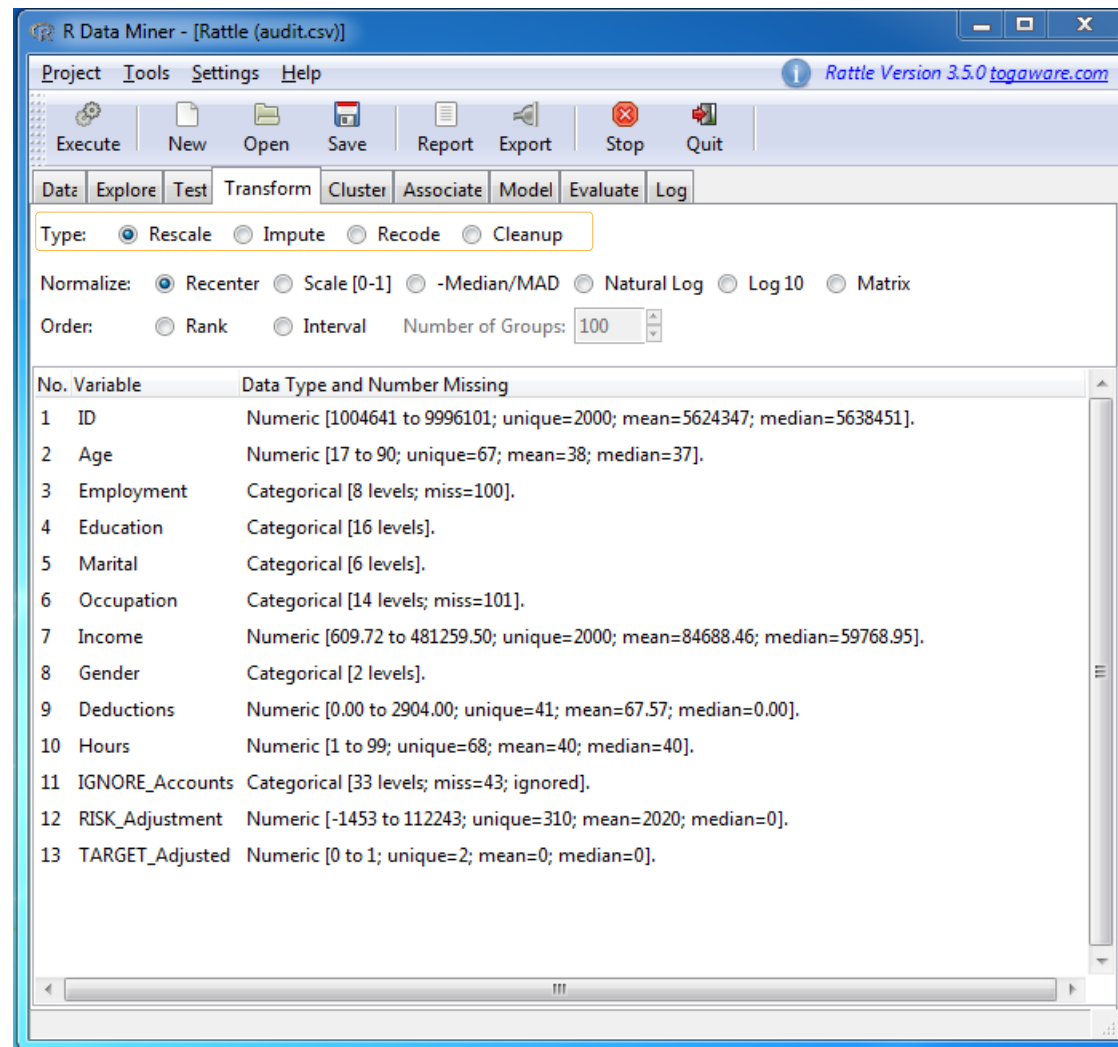 R Data Miner - [Rattle (audit.csv)]
Project Tools Settings Help Rattle Version 3.5.0 togaware.com
Execute New Open Save Report Export Stop Quit
Data Explore Test Transform Cluster Associate Model Evaluate Log
Type: Rescale Impute Recode Cleanup
Normalize: Recenter Scale [0-1] -Median/MAD Natural Log Log 10 Matrix
Order: Rank Interval Number of Groups: 100
No. Variable Data Type and Number Missing
1 ID Numeric [1004641 to 9996101; unique=2000; mean=5624347; median=5638451].
2 Age Numeric [17 to 90; unique=67; mean=38; median=37].
3 Employment Categorical [8 levels; miss=100].
4 Education Categorical [16 levels].
5 Marital Categorical [6 levels].
6 Occupation Categorical [14 levels; miss=101].
7 Income Numeric [609.72 to 481259.50; unique=2000; mean=84688.46; median=59768.95].
8 Gender Categorical [2 levels].
9 Deductions Numeric [0.00 to 2904.00; unique=41; mean=67.57; median=0.00].
10 Hours Numeric [1 to 99; unique=68; mean=40; median=40].
11 IGNORE_Accounts Categorical [33 levels; miss=43; ignored].
12 RISK_Adjustment Numeric [-1453 to 112243; unique=310; mean=2020; median=0].
13 TARGET_Adjusted Numeric [0 to 1; unique=2; mean=0; median=0].